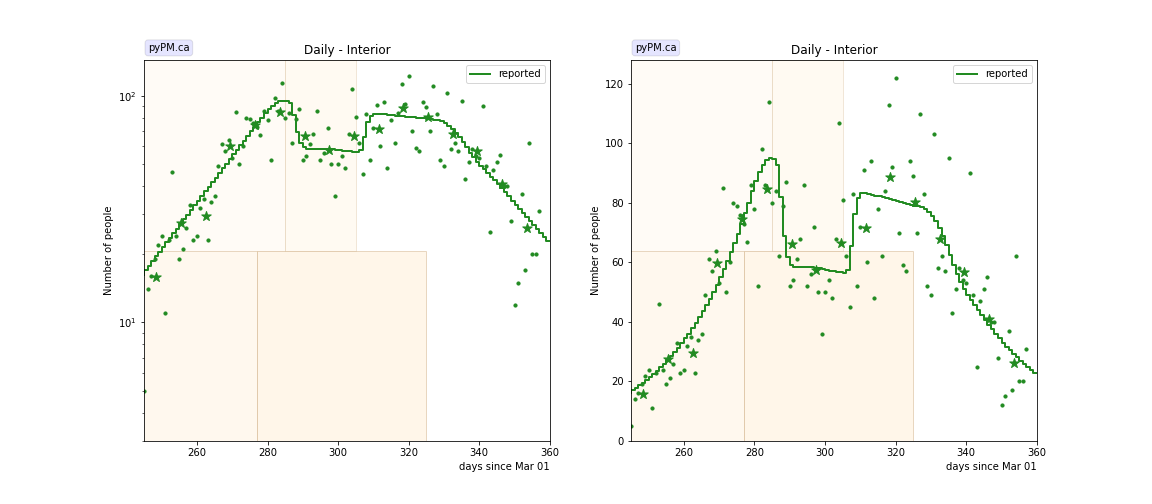 pyPM.ca
Daily - Interior
reported
Number of people
10²
10¹
260 280 300 320 340 360
days since Mar 01
pyPM.ca
Daily - Interior
reported
Number of people
120
100
80
60
40
20
0
260 280 300 320 340 360
days since Mar 01